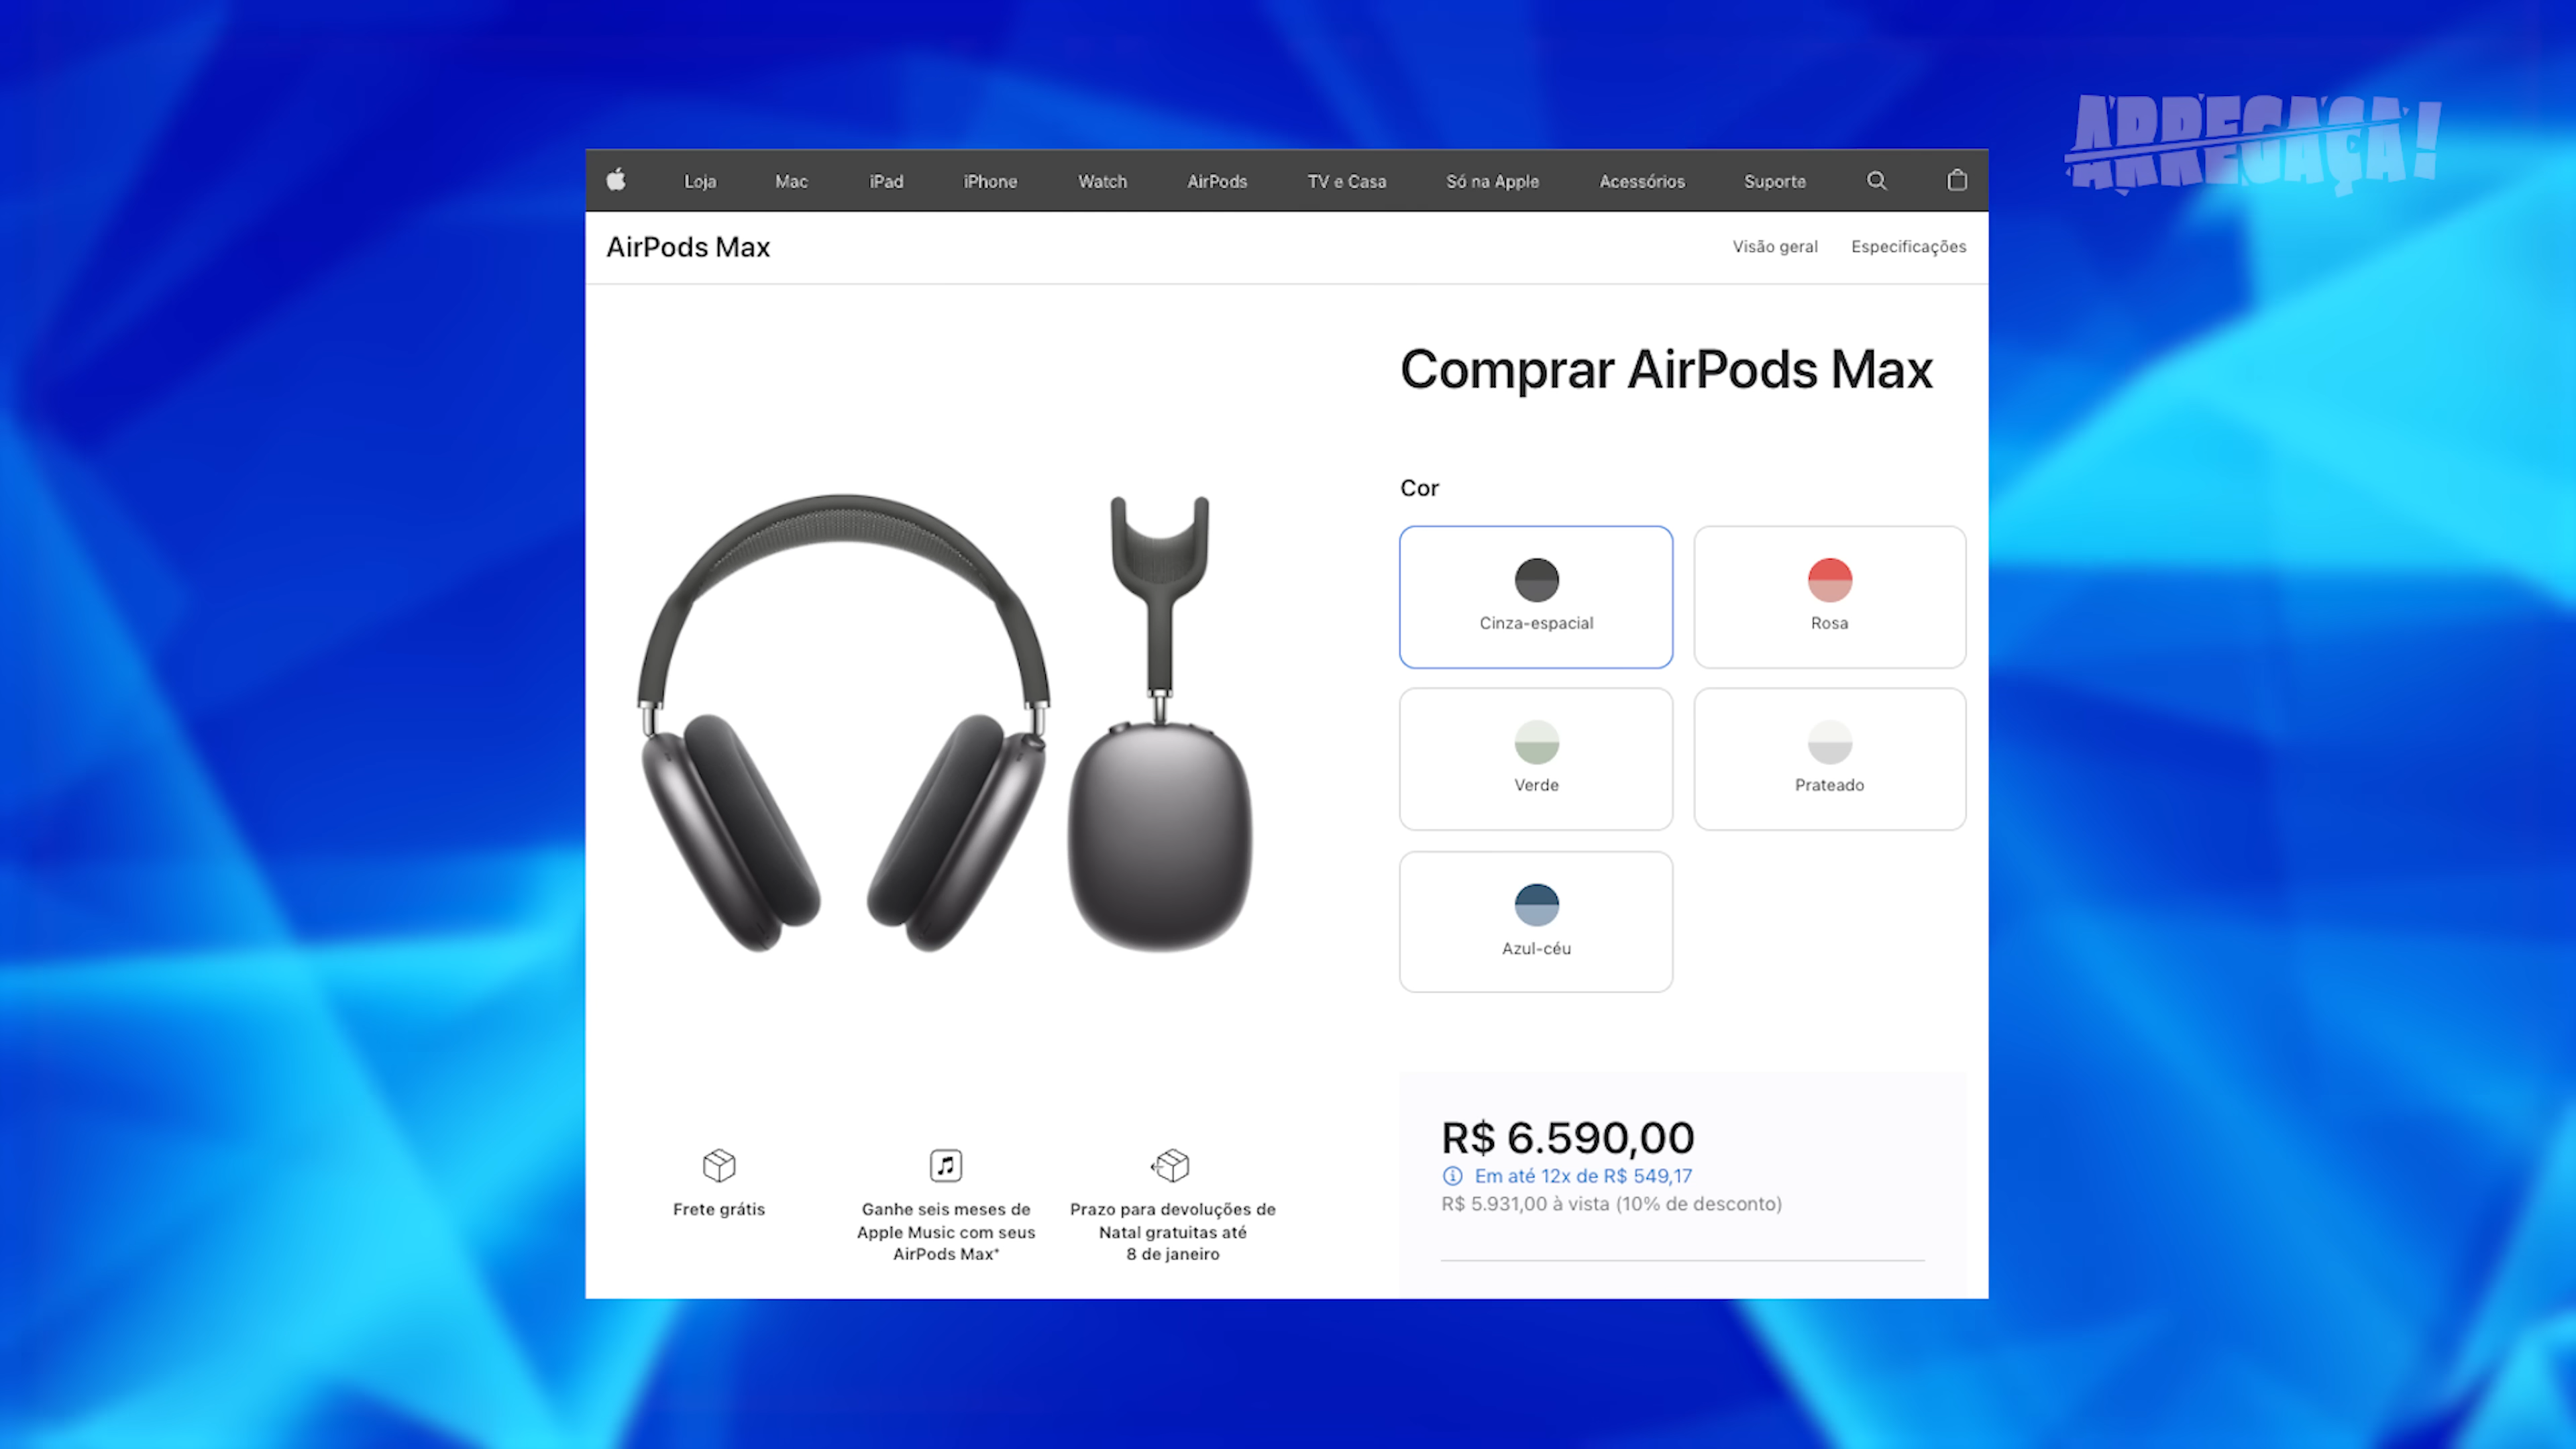 ARREGAÇA!
Loja Mac iPad iPhone Watch AirPods TV e Casa Só na Apple Acessórios Suporte
AirPods Max
Visão geral Especificações
Comprar AirPods Max
Cor
Cinza-espacial
Rosa
Verde
Prateado
Azul-céu
Frete grátis
Ganhe seis meses de
Apple Music com seus
AirPods Max*
Prazo para devoluções de
Natal gratuitas até
8 de janeiro
R$ 6.590,00
Em até 12x de R$ 549,17
R$ 5.931,00 à vista (10% de desconto)